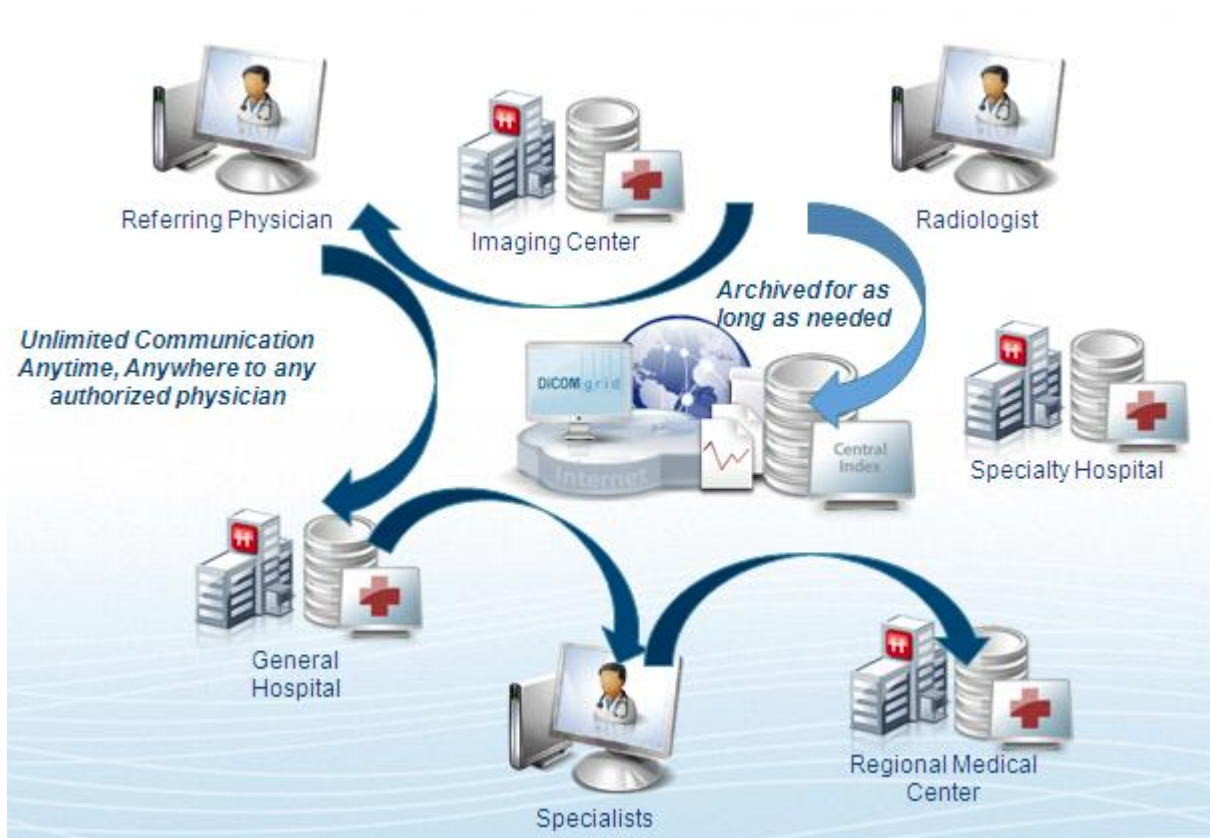 Referring Physician
Imaging Center
Radiologist
Archived for as
long as needed
Unlimited Communication
Anytime, Anywhere to any
authorized physician
DiCOM-grid
Internet
Central
Index
Specialty Hospital
General
Hospital
Specialists
Regional Medical
Center